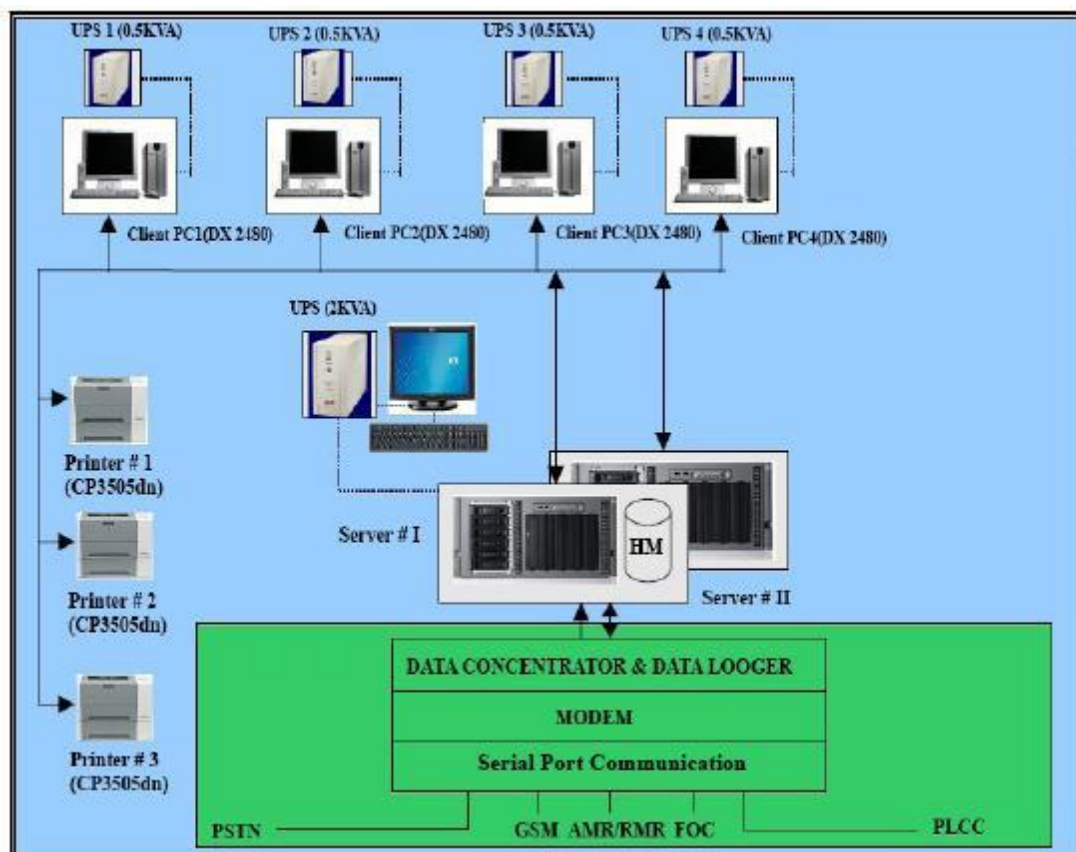 UPS 1 (0.5KVA)
UPS 2 (0.5KVA)
UPS 3 (0.5KVA)
UPS 4 (0.5KVA)
Client PC1(DX 2480)
Client PC2(DX 2480)
Client PC3(DX 2480)
Client PC4(DX 2480)
UPS (2KVA)
Printer # 1
(CP3505dn)
Server # I
HM
Printer # 2
(CP3505dn)
Server # II
DATA CONCENTRATOR & DATA LOOGER
MODEM
Serial Port Communication
Printer # 3
(CP3505dn)
PSTN
GSM AMR/RMR FOC
PLCC